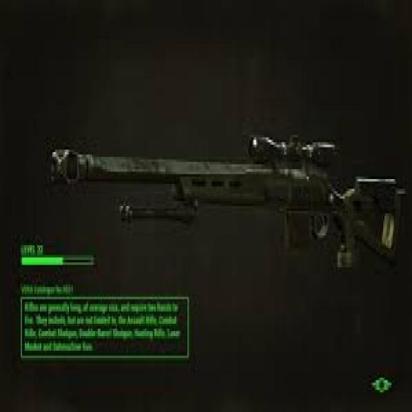 LEVEL 32
Rifles are generally long, of average size, and require two hands to
fire. They include, but are not limited to, the Assault Rifle, Combat
Rifle, Combat Shotgun, Double-Barrel Shotgun, Hunting Rifle, Laser
Musket and Submachine Gun.